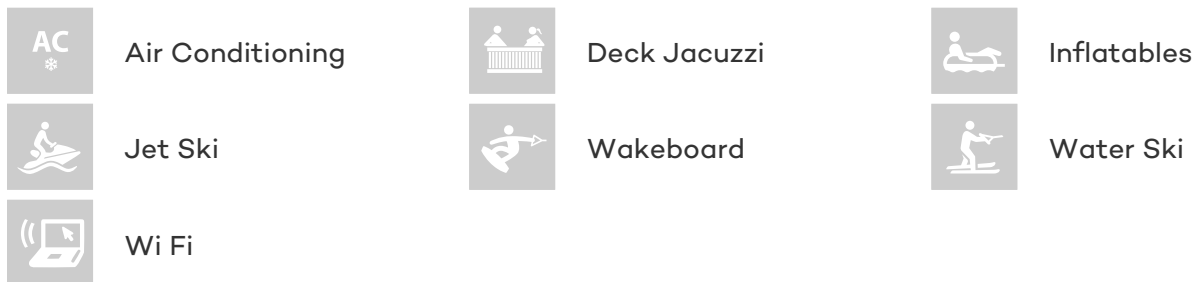 AC
Air Conditioning
Deck Jacuzzi
Inflatables
Jet Ski
Wakeboard
Water Ski
Wi Fi